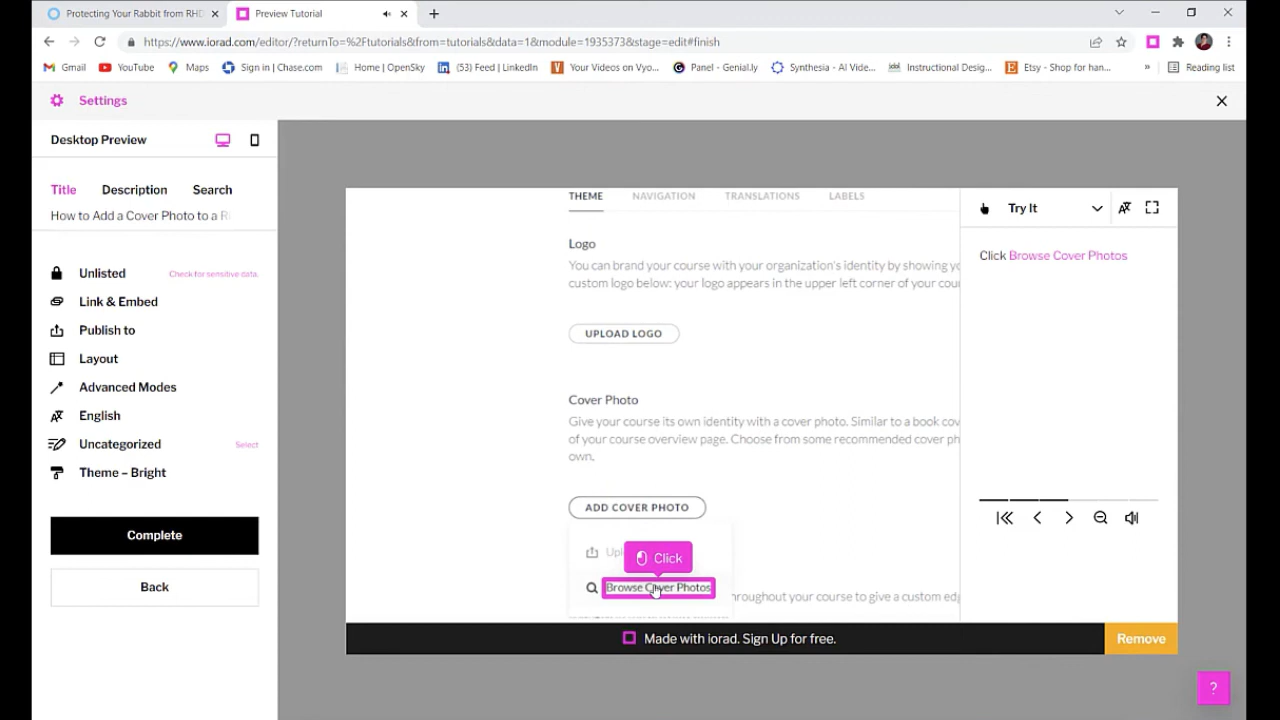 Protecting Your Rabbit from RHD
Preview Tutorial
https://www.iorad.com/editor/?returnTo=%2Ftutorials&from=tutorials&data=1&module=1935373&stage=edit#finish
Gmail
YouTube
Maps
Sign in | Chase.com
Home | OpenSky
(53) Feed | LinkedIn
Your Videos on Vyo...
Panel - Genial.ly
Synthesia - AI Vide...
Instructional Design...
Etsy - Shop for han...
Reading list
Settings
Desktop Preview
Title
Description
Search
How to Add a Cover Photo to a R
Unlisted
Check for sensitive data.
Link & Embed
Publish to
Layout
Advanced Modes
English
Uncategorized
Select
Theme – Bright
Complete
Back
THEME
NAVIGATION
TRANSLATIONS
LABELS
Logo
You can brand your course with your organization's identity by showing yo
custom logo below: your logo appears in the upper left corner of your cou
UPLOAD LOGO
Cover Photo
Give your course its own identity with a cover photo. Similar to a book cov
of your course overview page. Choose from some recommended cover ph
own.
ADD COVER PHOTO
Click
Browse Cover Photos
hroughout your course to give a custom edg
Try It
Click Browse Cover Photos
Made with iorad. Sign Up for free.
Remove
?